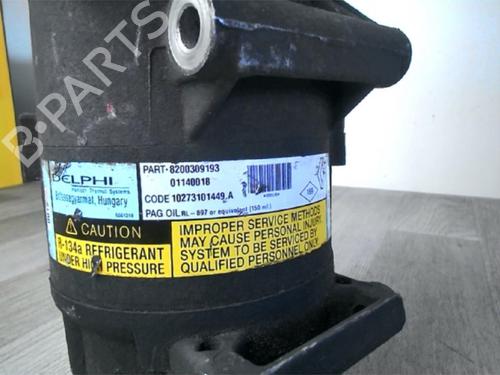 B-PARTS
DELPHI
Harrison Thermal Systems
Balassagyarmat, Hungary
PART- 8200309193
01140018
CODE 10273101449.A
PAG OIL RL-897 or equivalent (150 ml)
CAUTION
R-134a REFRIGERANT
UNDER HIGH PRESSURE
IMPROPER SERVICE METHODS
MAY CAUSE PERSONAL INJURY
SYSTEM TO BE SERVICED BY
QUALIFIED PERSONNEL ONLY